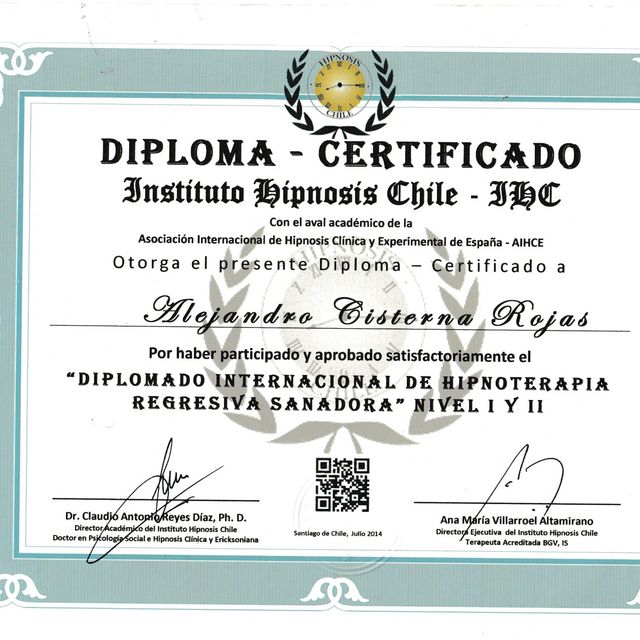 HIPNOSIS
CHILE
DIPLOMA - CERTIFICADO
Instituto Hipnosis Chile - IHC
Con el aval académico de la
Asociación Internacional de Hipnosis Clínica y Experimental de España - AIHCE
Otorga el presente Diploma – Certificado a
Alejandro Cisterna Rojas
Por haber participado y aprobado satisfactoriamente el
“DIPLOMADO INTERNACIONAL DE HIPNOTERAPIA
REGRESIVA SANADORA” NIVEL I Y II
Dr. Claudio Antonio Reyes Díaz, Ph. D.
Director Académico del Instituto Hipnosis Chile
Doctor en Psicología Social e Hipnosis Clínica y Ericksoniana
Santiago de Chile, Julio 2014
Ana María Villarroel Altamirano
Directora Ejecutiva del Instituto Hipnosis Chile
Terapeuta Acreditada BGV, IS